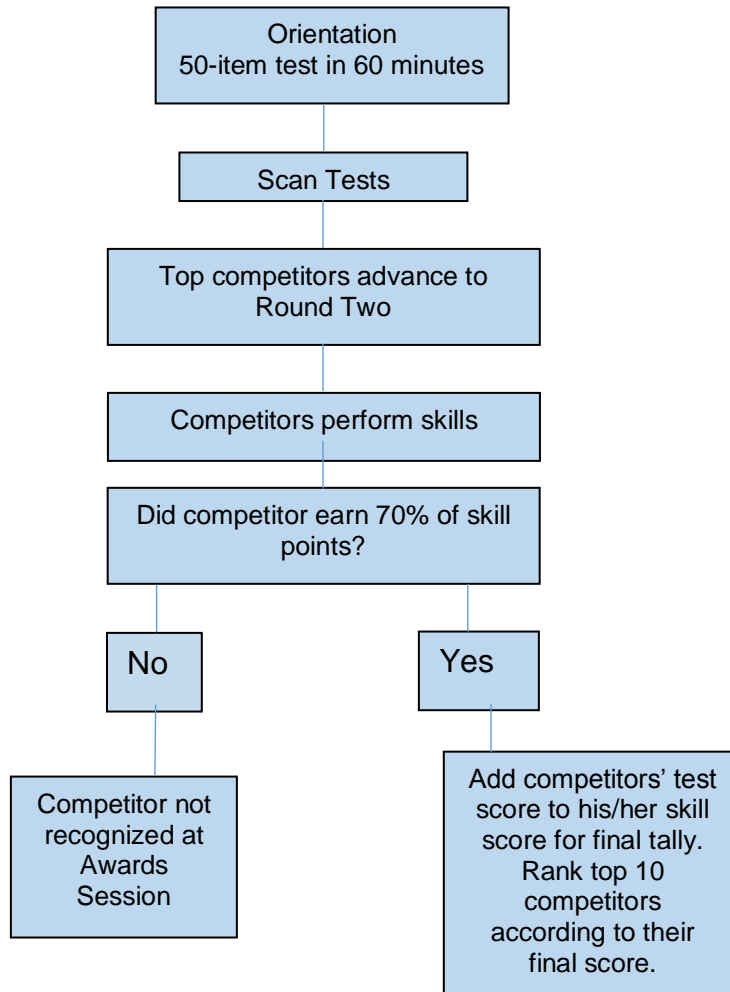 Orientation
50-item test in 60 minutes
Scan Tests
Top competitors advance to
Round Two
Competitors perform skills
Did competitor earn 70% of skill
points?
No
Yes
Competitor not
recognized at
Awards
Session
Add competitors’ test
score to his/her skill
score for final tally.
Rank top 10
competitors
according to their
final score.